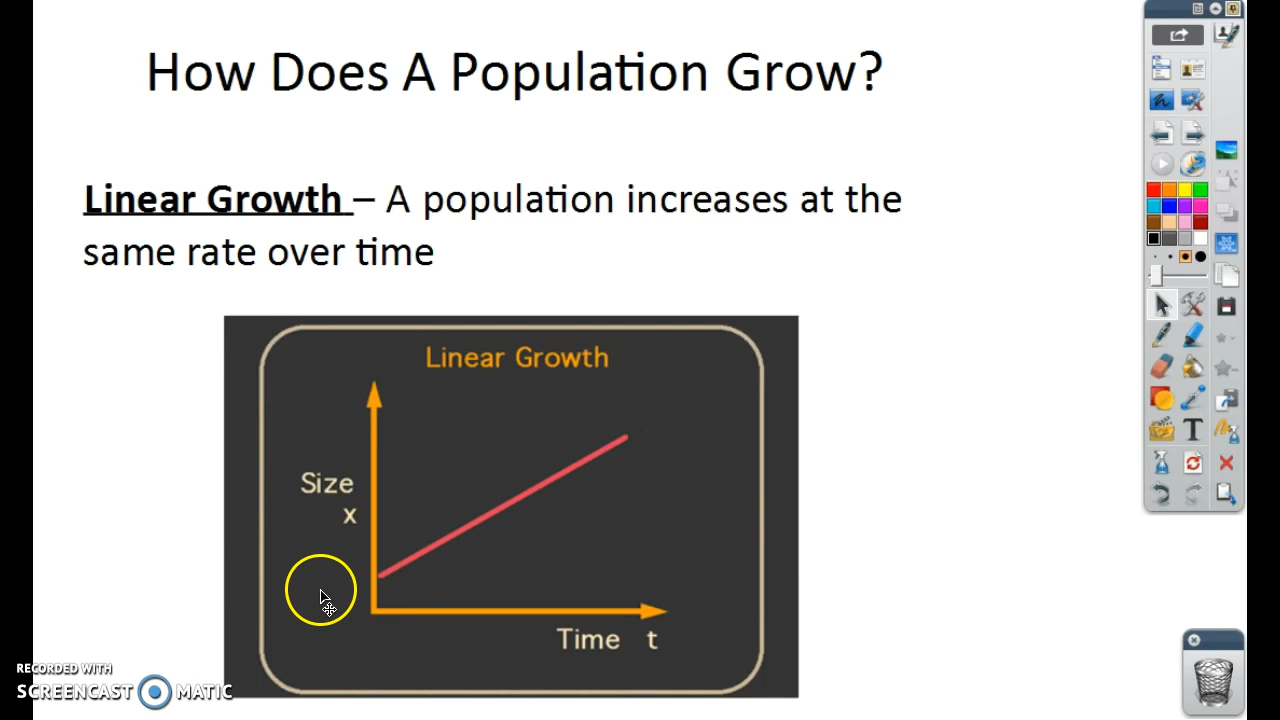 How Does A Population Grow?
Linear Growth – A population increases at the
same rate over time
Linear Growth
Size
x
Time t
RECORDED WITH
SCREENCAST MATIC
T